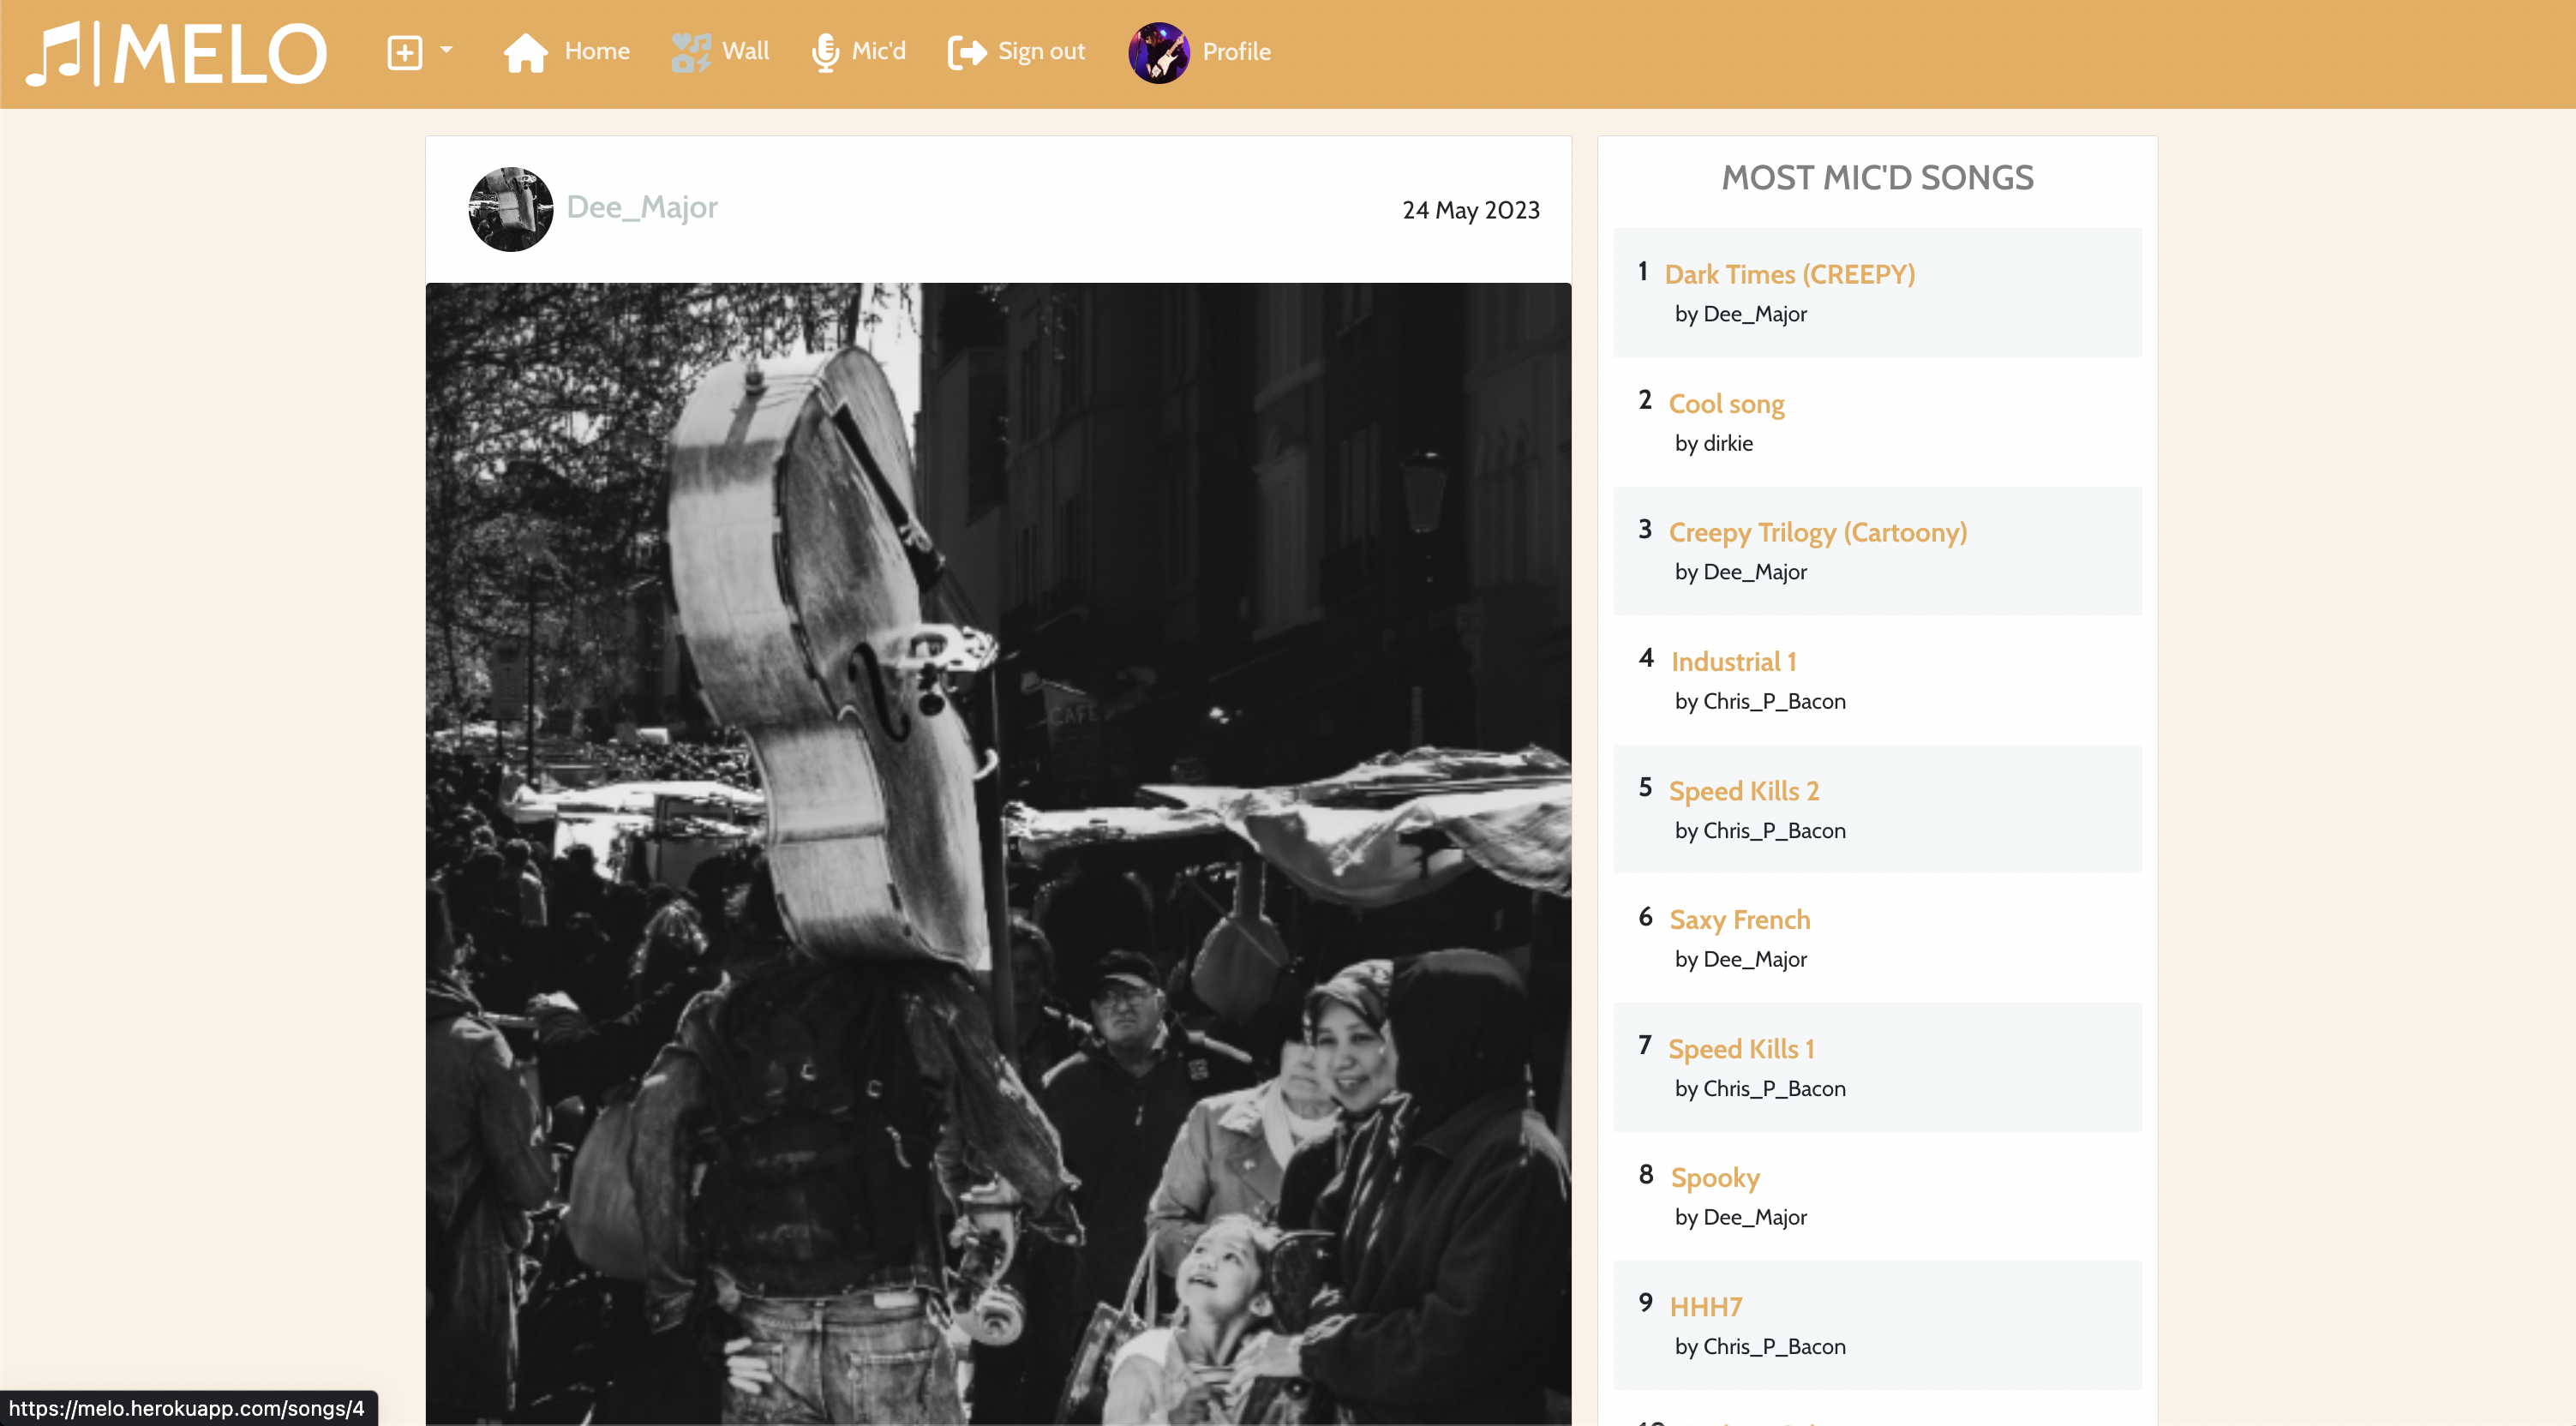 MELO
Home
Wall
Mic'd
Sign out
Profile
Dee_Major
24 May 2023
CAFE
MOST MIC'D SONGS
1 Dark Times (CREEPY)
by Dee_Major
2 Cool song
by dirkie
3 Creepy Trilogy (Cartoony)
by Dee_Major
4 Industrial 1
by Chris_P_Bacon
5 Speed Kills 2
by Chris_P_Bacon
6 Saxy French
by Dee_Major
7 Speed Kills 1
by Chris_P_Bacon
8 Spooky
by Dee_Major
9 HHH7
by Chris_P_Bacon
https://melo.herokuapp.com/songs/4